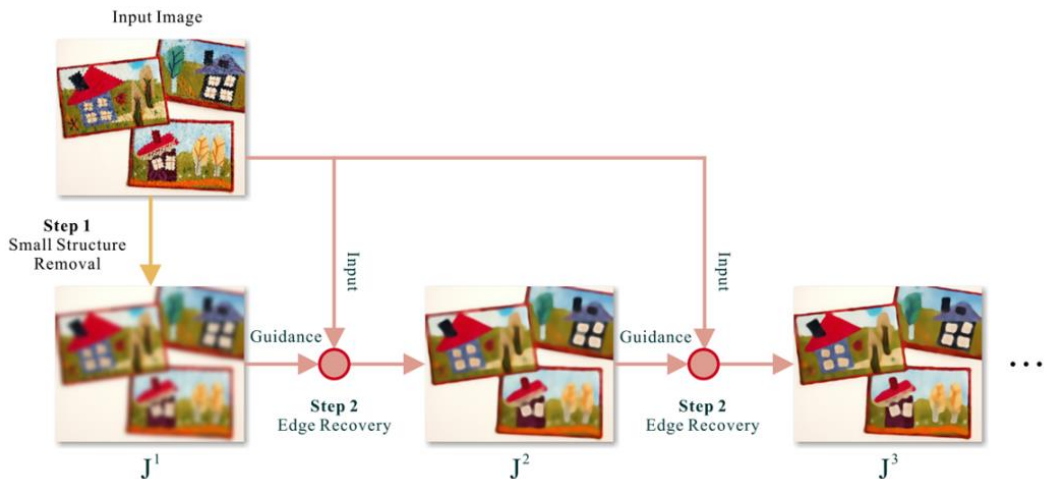 Input Image
Step 1
Small Structure
Removal
Input
Input
Guidance
Guidance
Step 2
Edge Recovery
Step 2
Edge Recovery
J¹
J²
J³
...